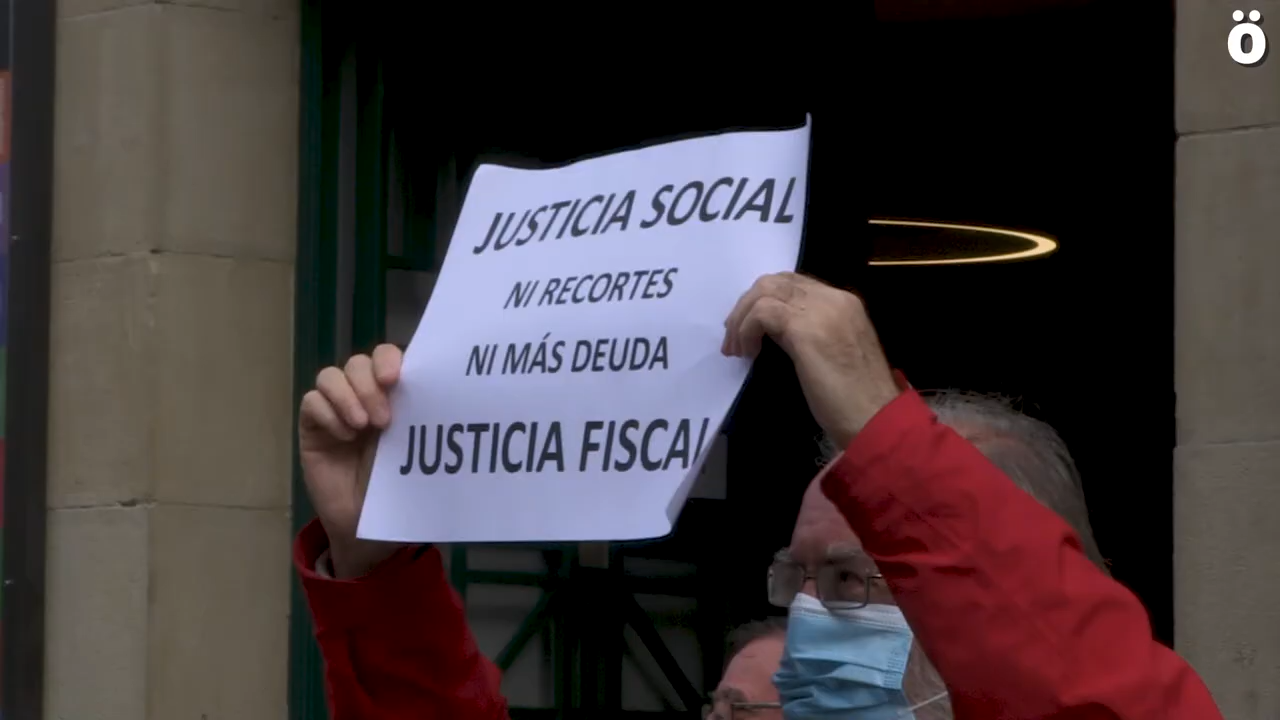 ö
JUSTICIA SOCIAL
NI RECORTES
NI MÁS DEUDA
JUSTICIA FISCAL